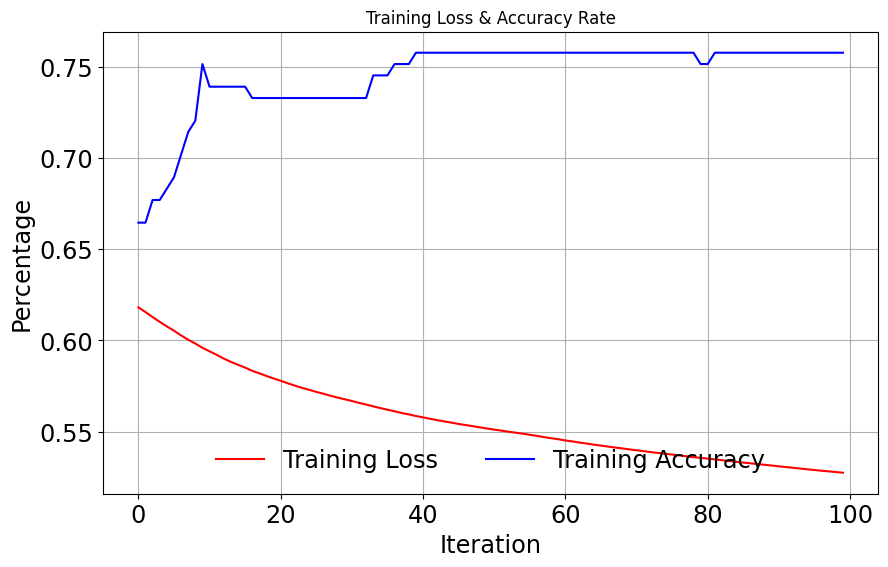 Training Loss & Accuracy Rate
0.75
0.70
0.65
0.60
0.55
Percentage
Training Loss Training Accuracy
0 20 40 60 80 100
Iteration